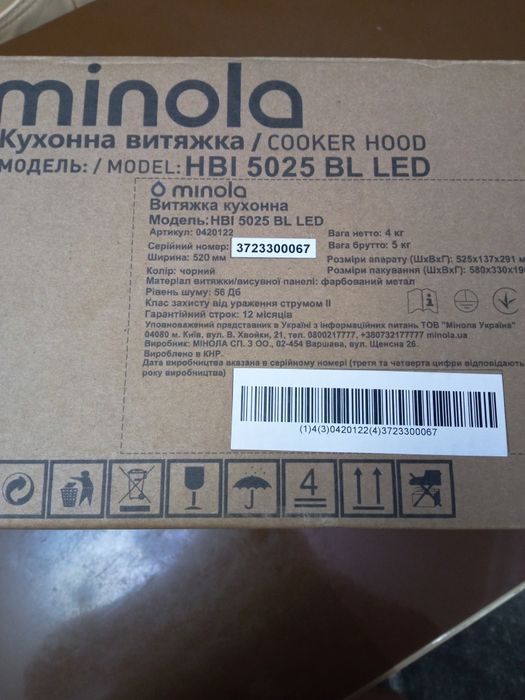 minola
Кухонна витяжка / COOKER HOOD
МОДЕЛЬ: / MODEL: HBI 5025 BL LED
minola
Витяжка кухонна
Модель: HBI 5025 BL LED
Артикул: 0420122 Вага нетто: 4 кг
Серійний номер: 3723300067 Вага брутто: 5 кг
Ширина: 520 мм Розміри апарату (ШхВхГ): 525х137х291 м
Колір: чорний Розміри пакування (ШхВхГ): 580х330х19
Матеріал витяжки/висувної панелі: фарбований метал
Рівень шуму: 56 Дб
Клас захисту від ураження струмом II
Гарантійний строк: 12 місяців
Уповноважений представник в Україні з інформаційних питань ТОВ "Мінола Україна"
04080 м. Київ, вул. В. Хвойки, 21, тел. 0800217777, +380732177777 minola.ua
Виробник: МІНОЛА СП. З ОО., 02-454 Варшава, вул. Щенсна 26.
Вироблено в КНР.
Дата виробництва вказана в серійному номері (третя та четверта цифри відповідають
року виробництва)
(1)4(3)0420122(4)3723300067
4